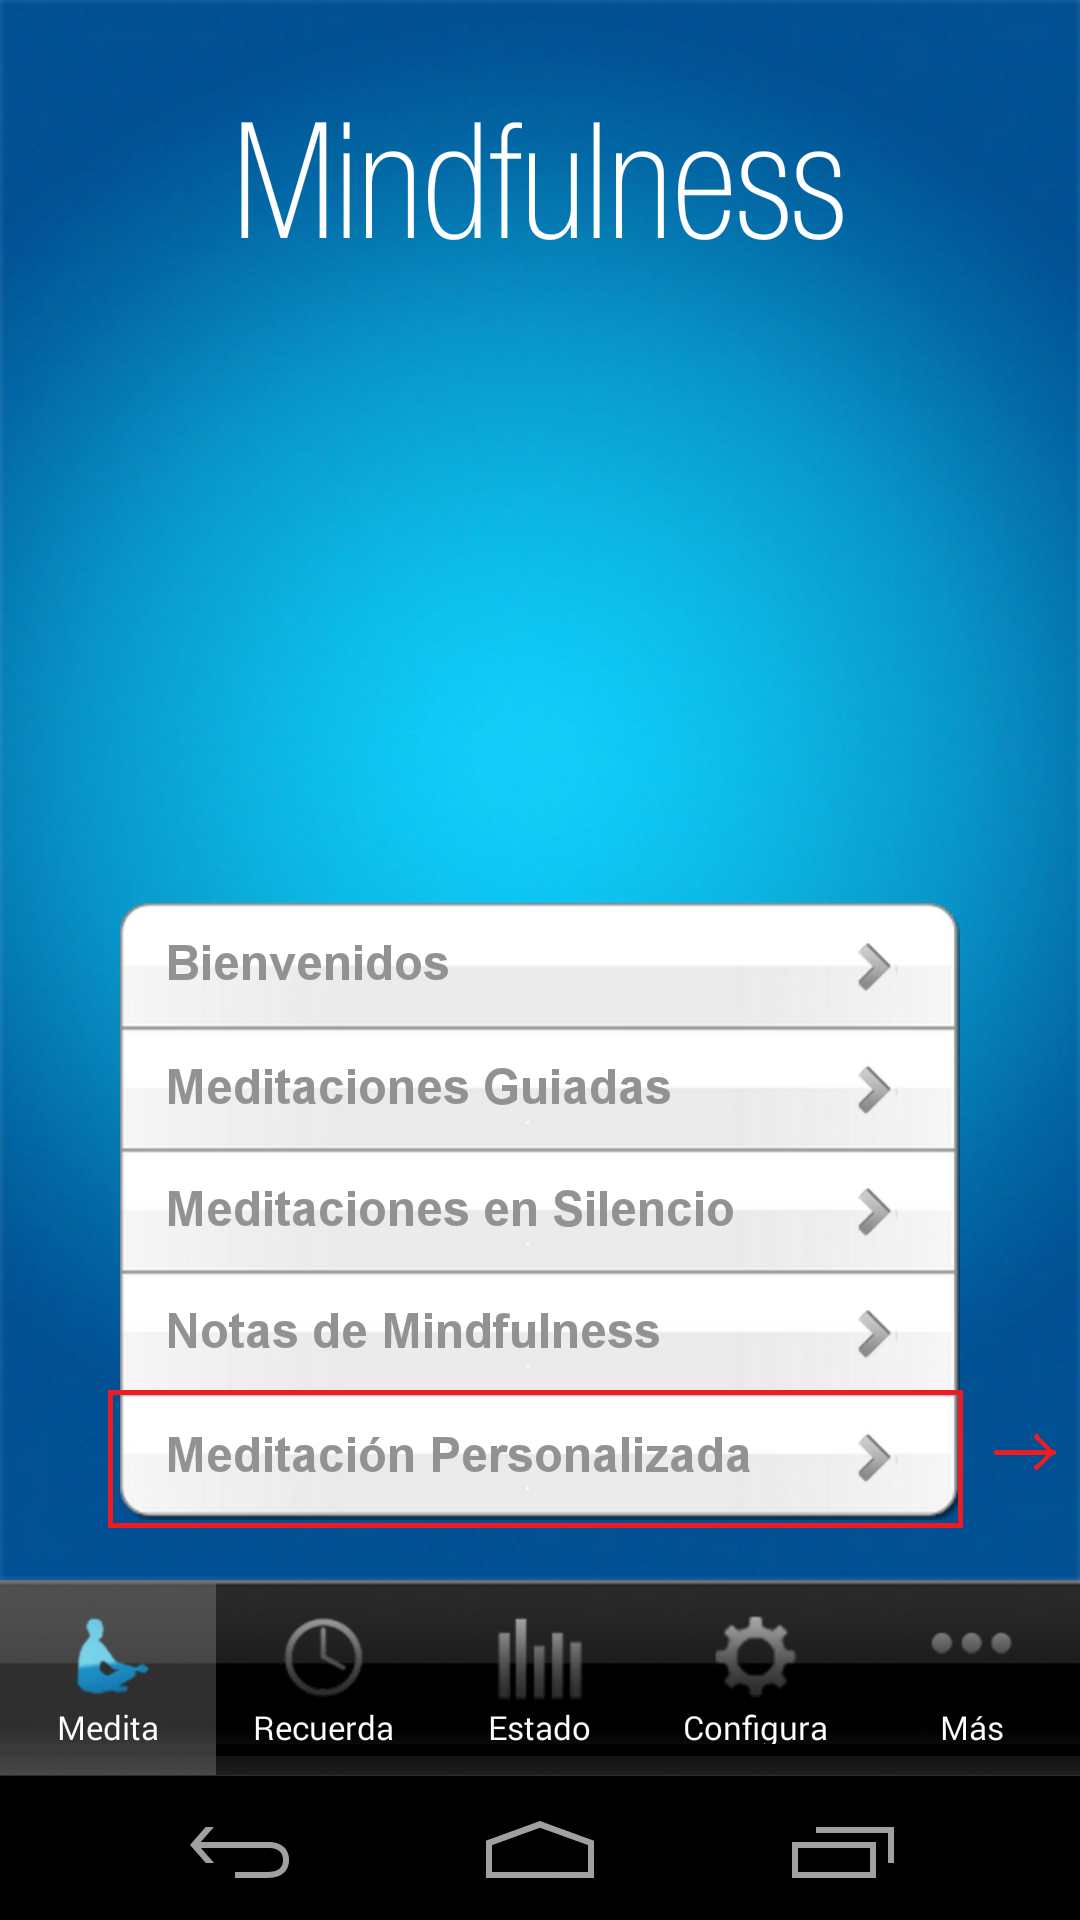 Mindfulness
Bienvenidos
Meditaciones Guiadas
Meditaciones en Silencio
Notas de Mindfulness
Meditación Personalizada
Medita
Recuerda
Estado
Configura
Más